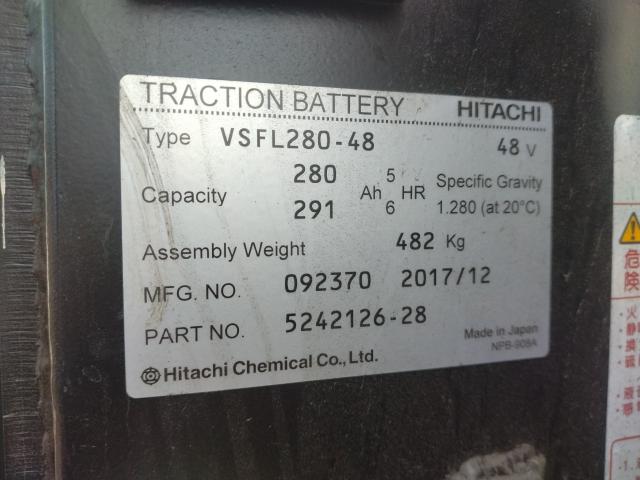 TRACTION BATTERY HITACHI
Type VSFL280-48 48 V
280 5
Capacity Ah HR Specific Gravity
291 6 1.280 (at 20°C)
Assembly Weight 482 Kg
MFG. NO. 092370 2017/12
PART NO. 5242126-28
Made in Japan
NPB-908A
Hitachi Chemical Co., Ltd.
危
険